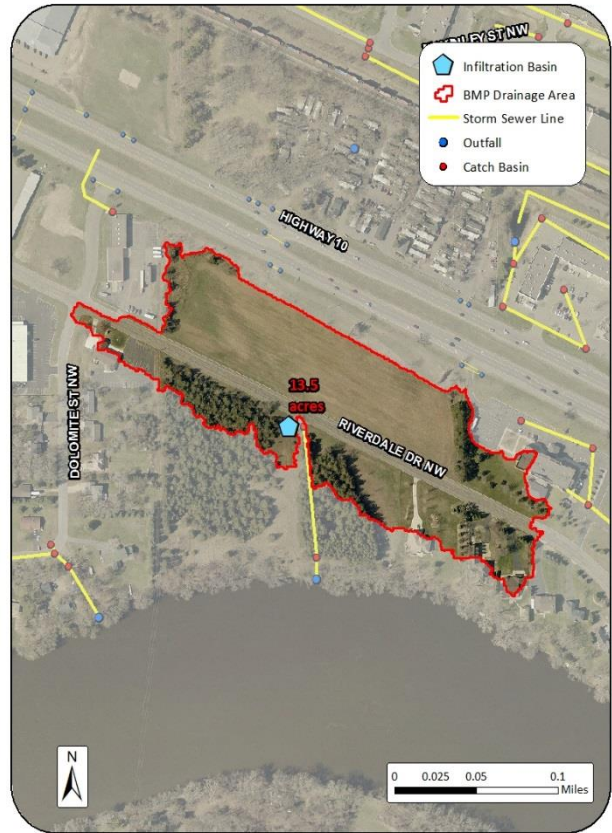 Infiltration Basin
BMP Drainage Area
Storm Sewer Line
Outfall
Catch Basin
HIGHWAY 10
13.5
acres
RIVERDALE DR NW
DOLOMITE ST NW
N
0 0.025 0.05 0.1
Miles